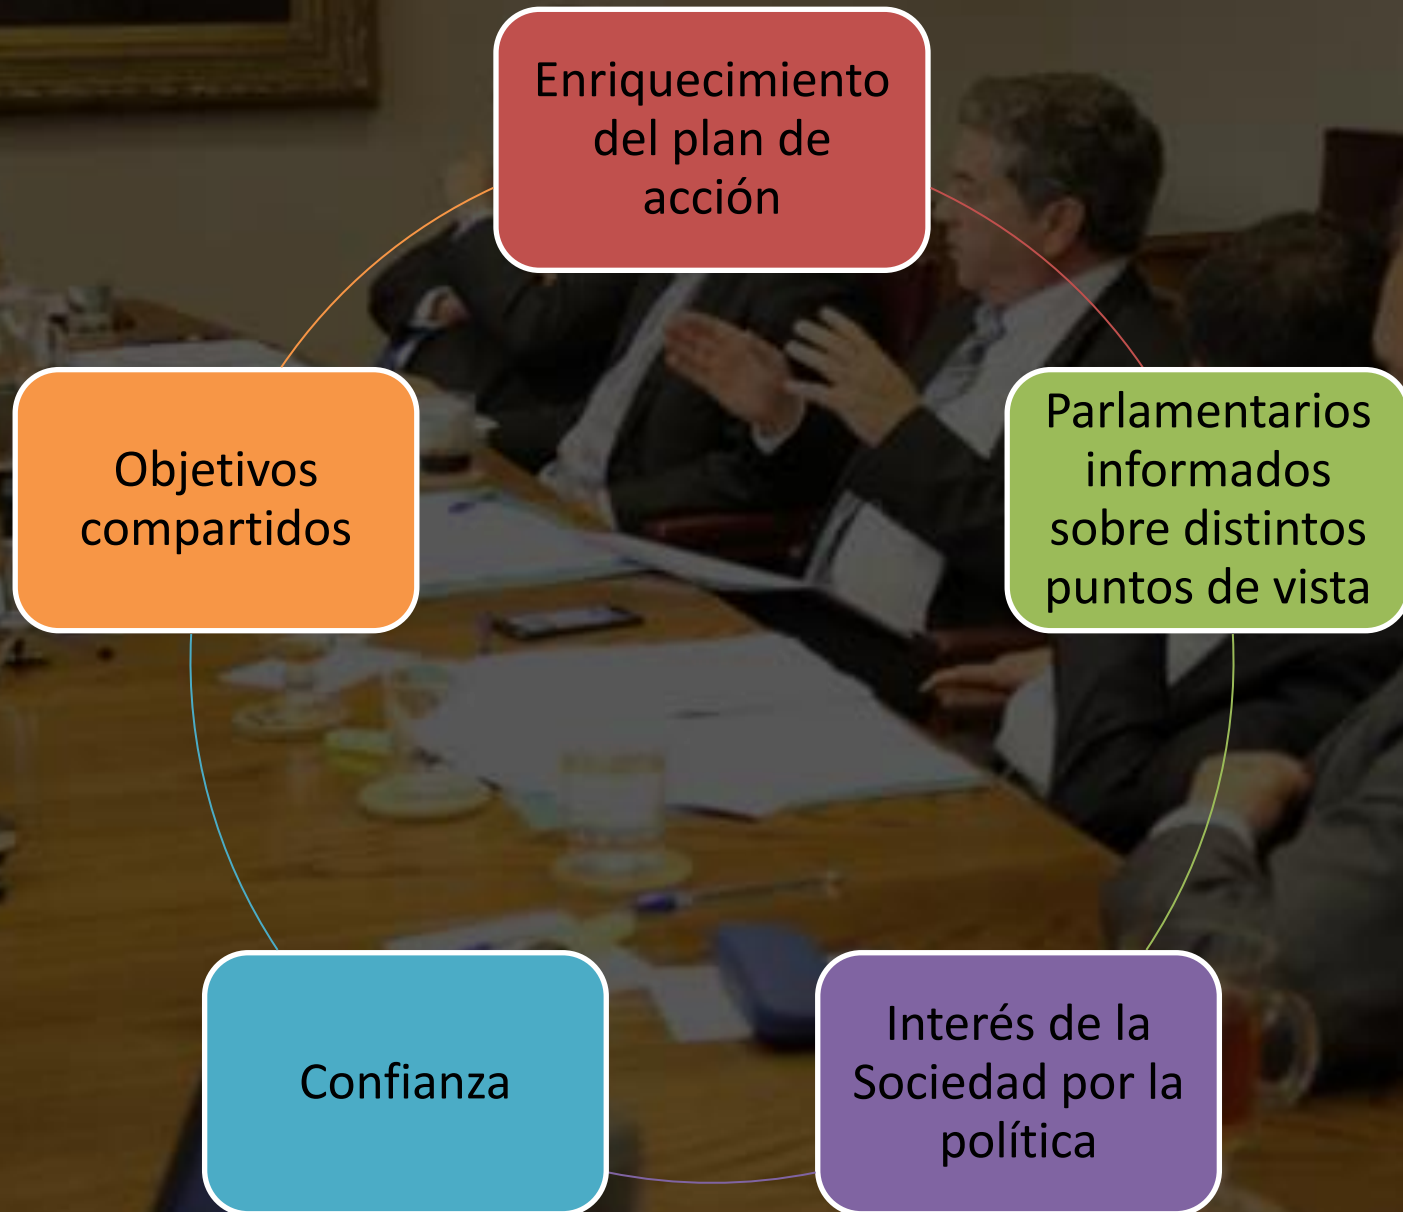 Enriquecimiento
del plan de
acción
Parlamentarios
informados
sobre distintos
puntos de vista
Interés de la
Sociedad por la
política
Confianza
Objetivos
compartidos